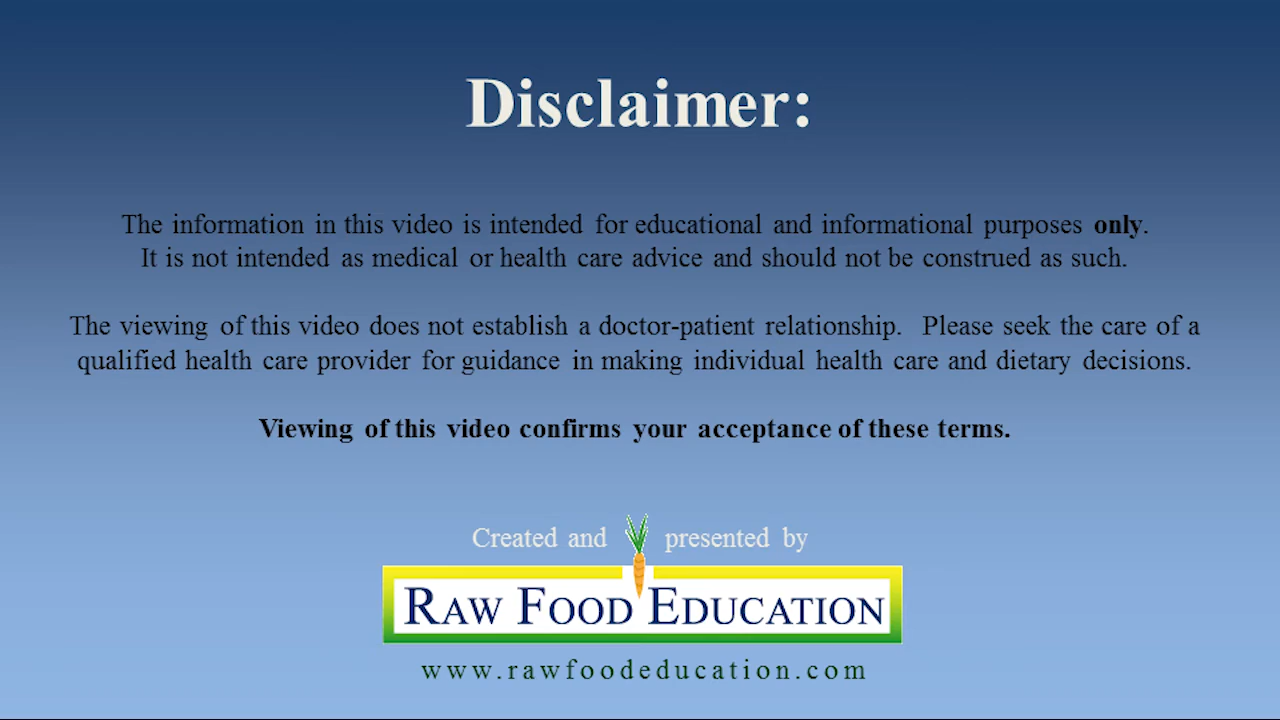 Disclaimer:
The information in this video is intended for educational and informational purposes only.
It is not intended as medical or health care advice and should not be construed as such.
The viewing of this video does not establish a doctor-patient relationship. Please seek the care of a
qualified health care provider for guidance in making individual health care and dietary decisions.
Viewing of this video confirms your acceptance of these terms.
Created and presented by
RAW FOOD EDUCATION
www.rawfoodeducation.com